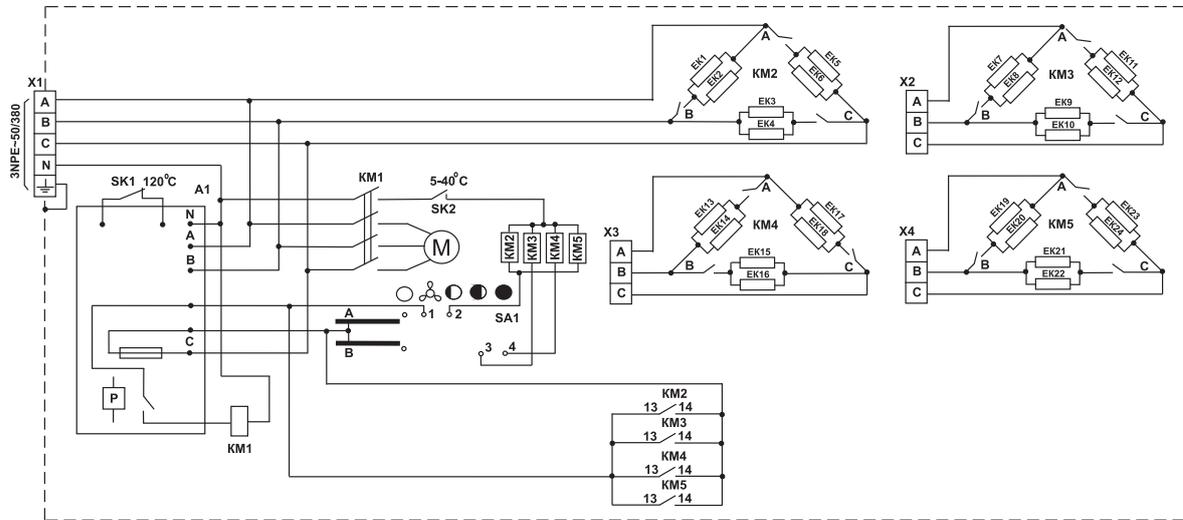 X1
A
B
C
N
3NPE~50/380
SK1 120°C
A1
N
A
B
C
P
KM1
KM1
5-40°C
SK2
M
KM2
KM3
KM4
KM5
SA1
A
B
1
2
3
4
A
EK1
EK2
EK5
EK6
KM2
EK3
EK4
B
C
X2
A
B
C
A
EK7
EK8
EK11
EK12
KM3
EK9
EK10
B
C
X3
A
B
C
A
EK13
EK14
EK17
EK18
KM4
EK15
EK16
B
C
X4
A
B
C
A
EK19
EK20
EK23
EK24
KM5
EK21
EK22
B
C
KM2
13 14
KM3
13 14
KM4
13 14
KM5
13 14